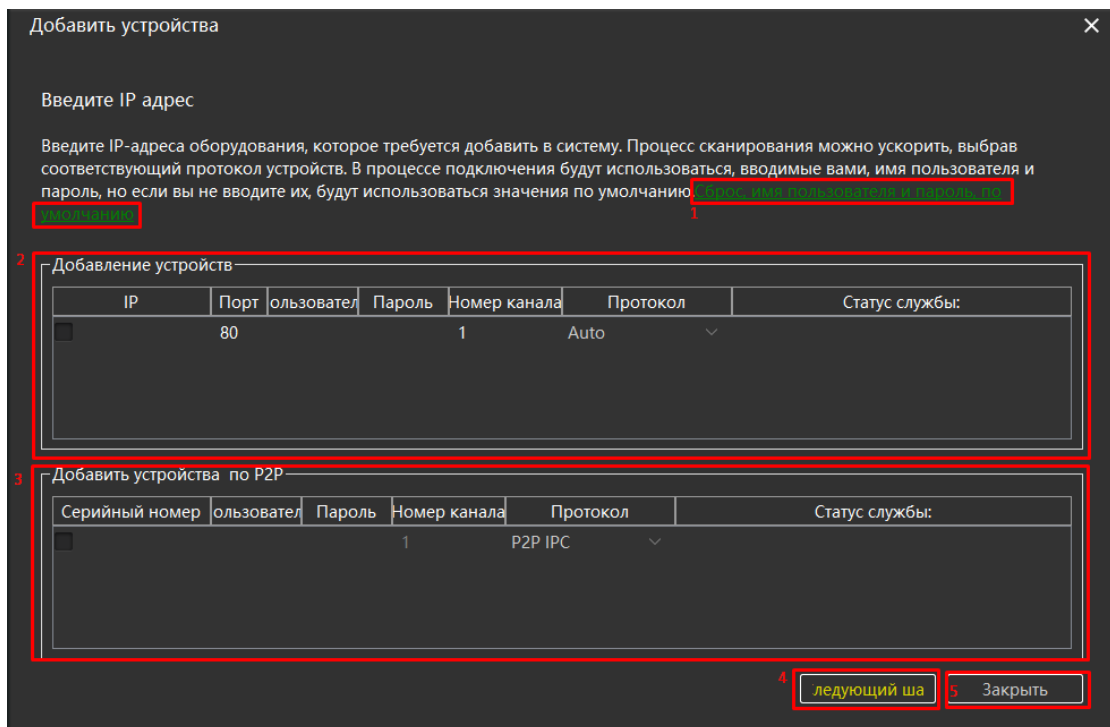 Добавить устройства
Введите IP адрес
Введите IP-адреса оборудования, которое требуется добавить в систему. Процесс сканирования можно ускорить, выбрав
соответствующий протокол устройств. В процессе подключения будут использоваться, вводимые вами, имя пользователя и
пароль, но если вы не вводите их, будут использоваться значения по умолчанию.Сброс, имя пользователя и пароль, по
умолчанию
1
2
Добавление устройств
IP Порт ользовател Пароль Номер канала Протокол Статус службы:
80 1 Auto
3
Добавить устройства по P2P
Серийный номер ользовател Пароль Номер канала Протокол Статус службы:
1 P2P IPC
4 ледующий ша 5 Закрыть